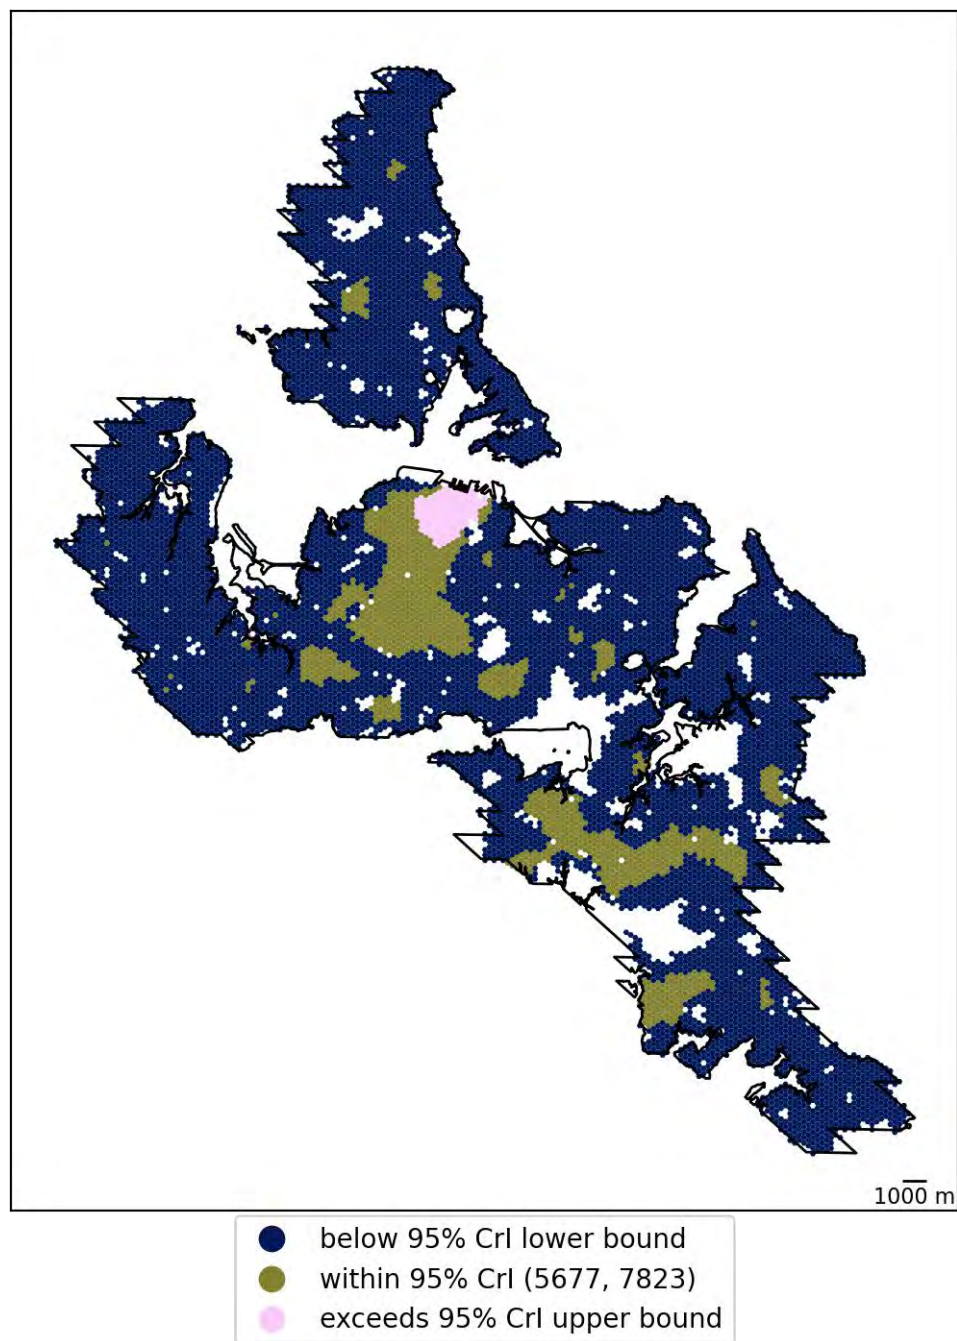 1000 m
below 95% CrI lower bound
within 95% CrI (5677, 7823)
exceeds 95% CrI upper bound